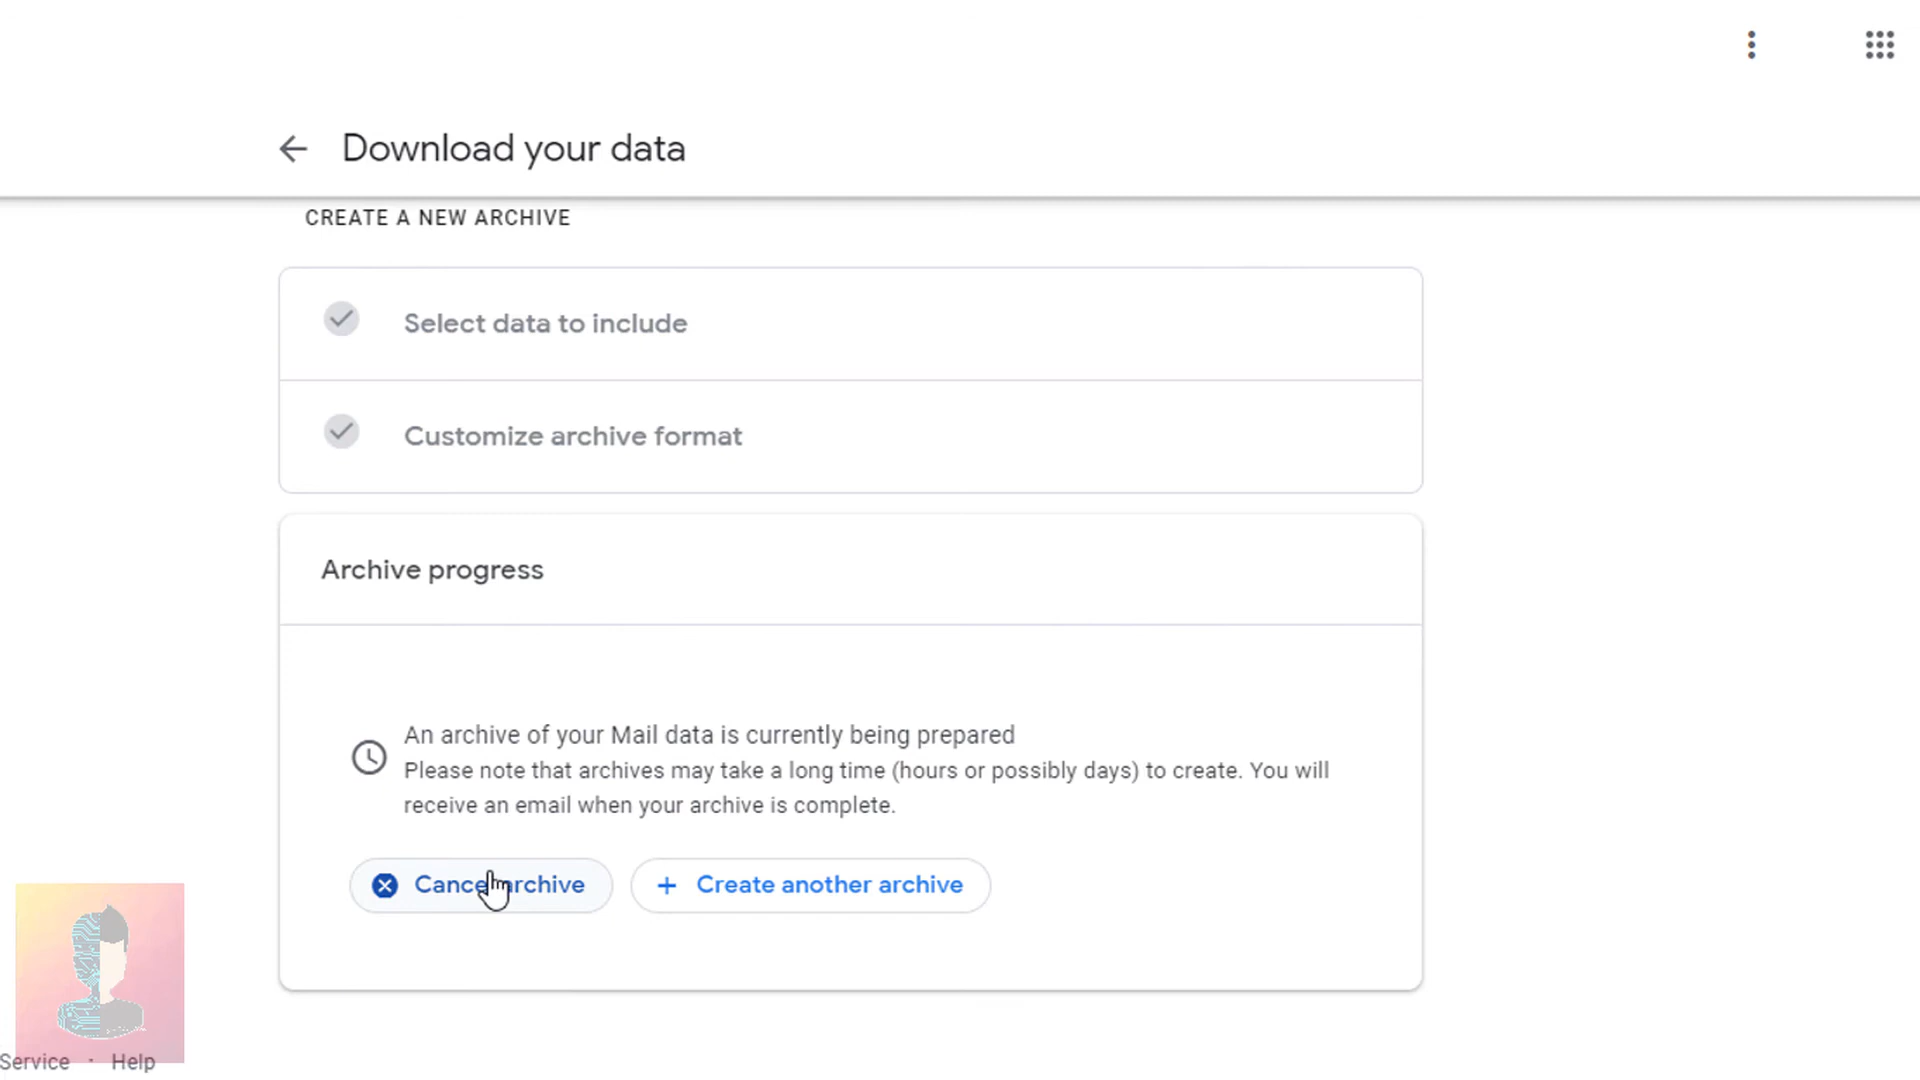 Download your data
CREATE A NEW ARCHIVE
Select data to include
Customize archive format
Archive progress
An archive of your Mail data is currently being prepared
Please note that archives may take a long time (hours or possibly days) to create. You will
receive an email when your archive is complete.
Cancel archive
Create another archive
Service · Help